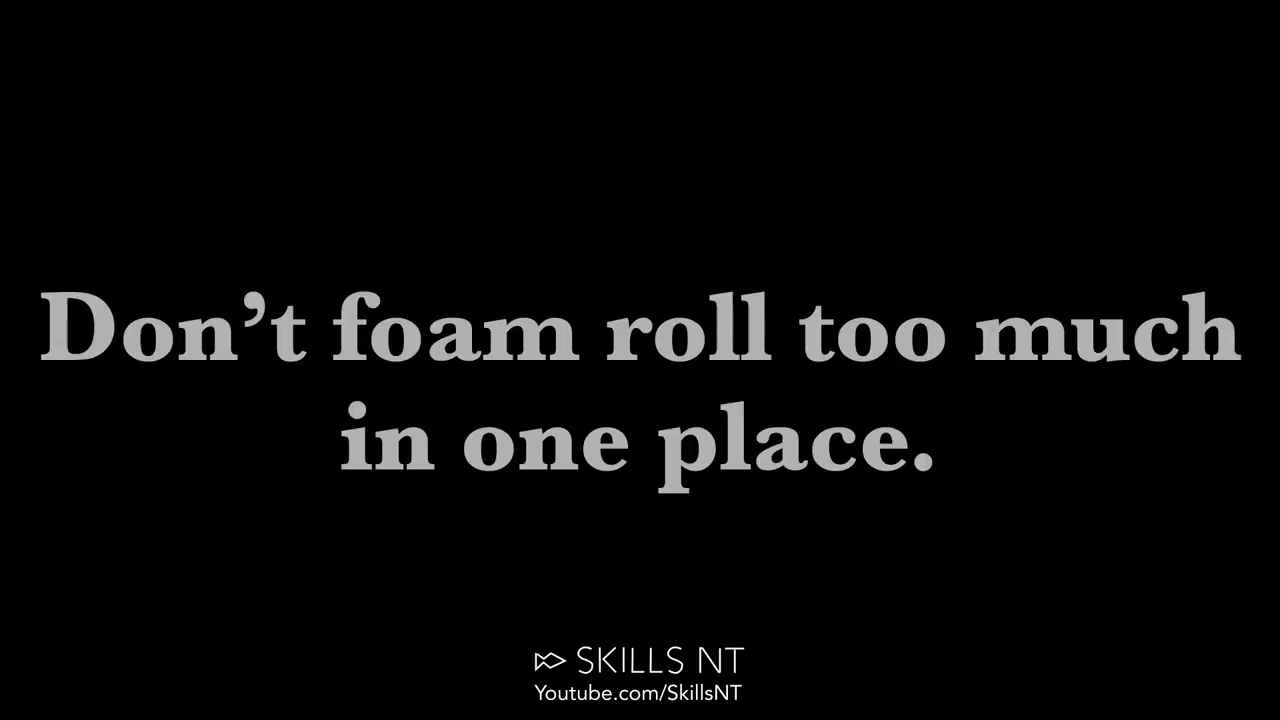 Don’t foam roll too much
in one place.
SKILLS NT
Youtube.com/SkillsNT